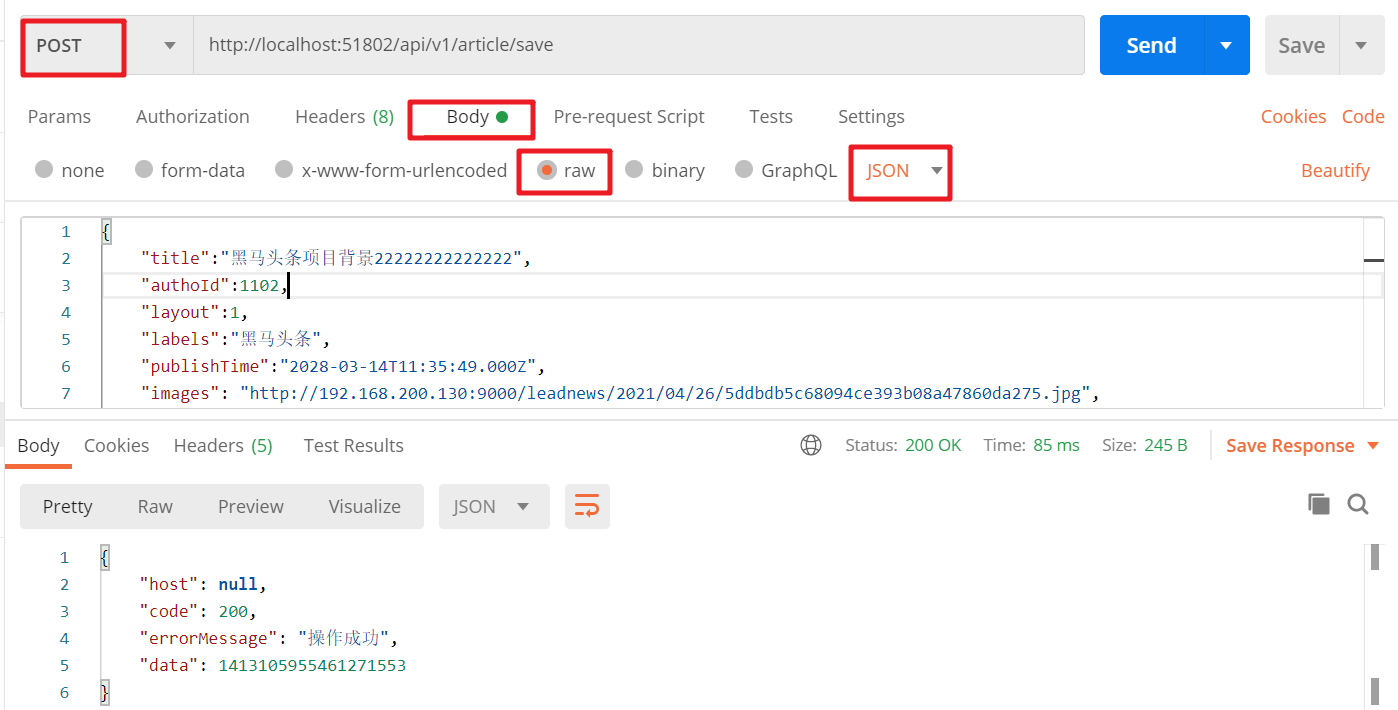 POST http://localhost:51802/api/v1/article/save Send Save
Params Authorization Headers (8) Body Pre-request Script Tests Settings Cookies Code
none form-data x-www-form-urlencoded raw binary GraphQL JSON Beautify
1 {
2 "title":"黑马头条项目背景22222222222222",
3 "authoId":1102,
4 "layout":1,
5 "labels":"黑马头条",
6 "publishTime":"2028-03-14T11:35:49.000Z",
7 "images": "http://192.168.200.130:9000/leadnews/2021/04/26/5ddbdb5c68094ce393b08a47860da275.jpg",
Body Cookies Headers (5) Test Results Status: 200 OK Time: 85 ms Size: 245 B Save Response
Pretty Raw Preview Visualize JSON
1 {
2 "host": null,
3 "code": 200,
4 "errorMessage": "操作成功",
5 "data": 1413105955461271553
6 }